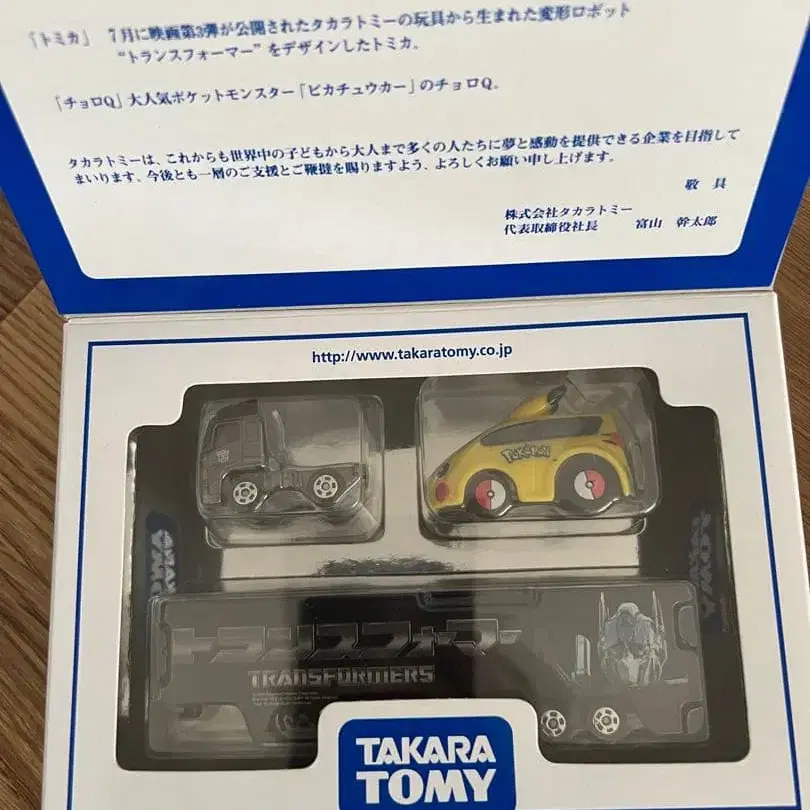 「トミカ」 7月に映画第3弾が公開されたタカラトミーの玩具から生まれた変形ロボット
“トランスフォーマー”をデザインしたトミカ。
「チョロQ」大人気ポケットモンスター「ピカチュウカー」のチョロQ。
タカラトミーは、これからも世界中の子どもから大人まで多くの人たちに夢と感動を提供できる企業を目指して
まいります。今後とも一層のご支援とご鞭撻を賜りますよう、よろしくお願い申し上げます。
敬 具
株式会社タカラトミー
代表取締役社長 富山 幹太郎
http://www.takaratomy.co.jp
POKéMON
TAKARA TOMY
TAKARA TOMY
トランスフォーマー
TRANSFORMERS
TAKARA
TOMY